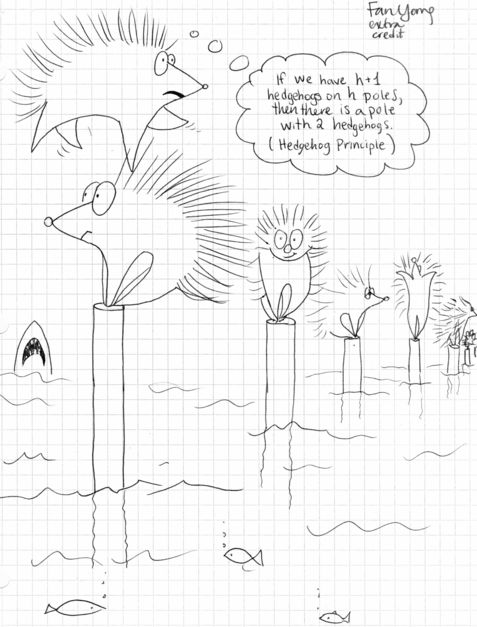 Fan Yong
extra
credit
If we have h+1
hedgehogs on h poles,
then there is a pole
with 2 hedgehogs.
(Hedgehog Principle)